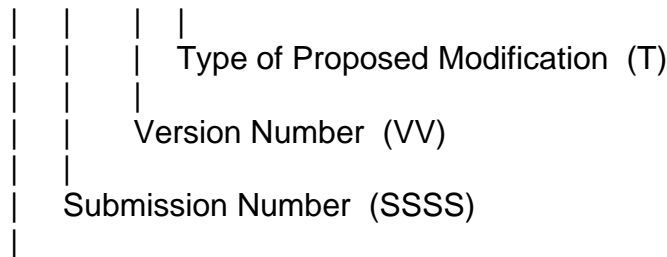 |    |    |  |
|    |    |  Type of Proposed Modification  (T)
|    |    |
|    |    Version Number  (VV)
|    |
|    Submission Number  (SSSS)
|